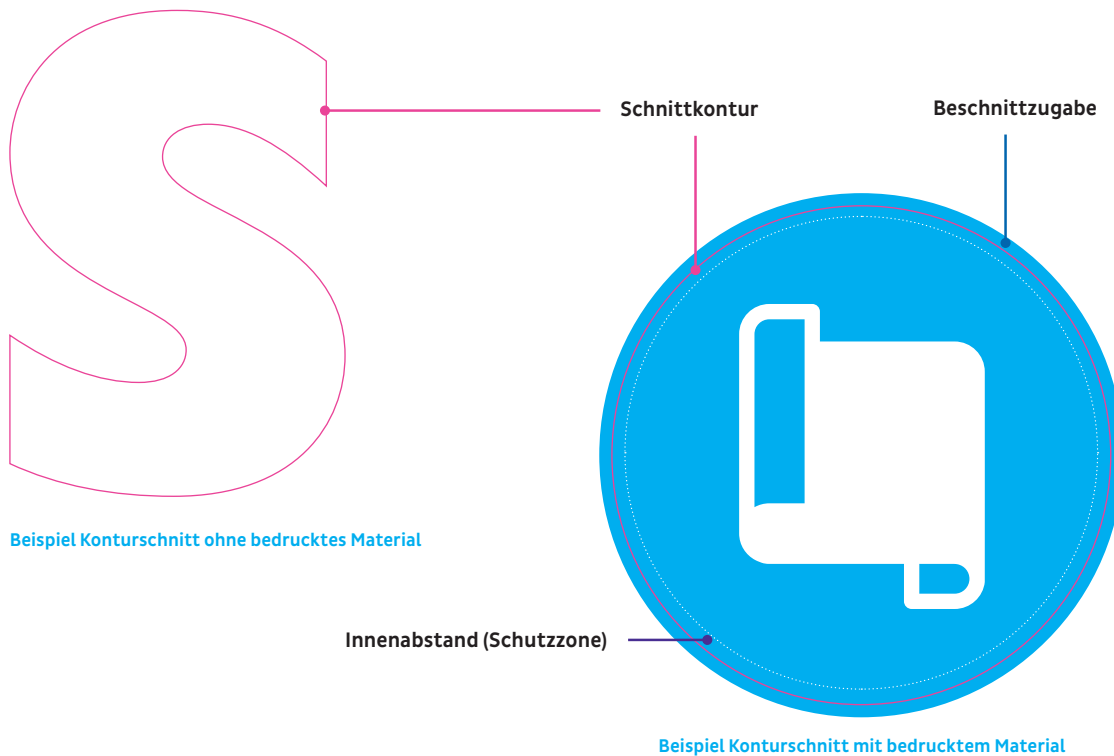 Schnittkontur
Beschnittzugabe
Beispiel Konturschnitt ohne bedrucktes Material
Innenabstand (Schutzzone)
Beispiel Konturschnitt mit bedrucktem Material